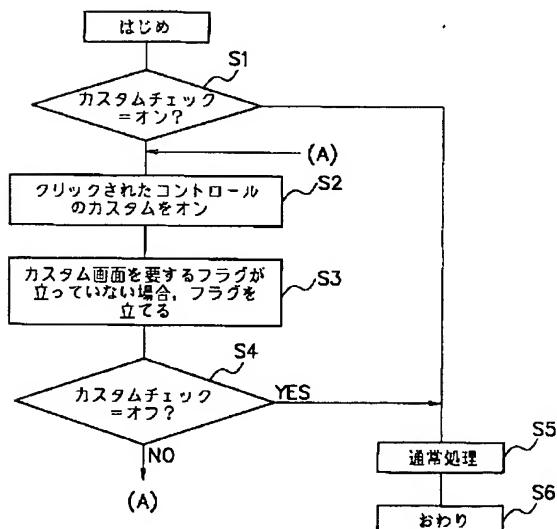 はじめ
S1
カスタムチェック
=オン?
(A)
S2
クリックされたコントロール
のカスタムをオン
S3
カスタム画面を要するフラグが
立っていない場合,フラグを
立てる
S4
カスタムチェック
=オフ?
YES
NO
(A)
S5
通常処理
S6
おわり